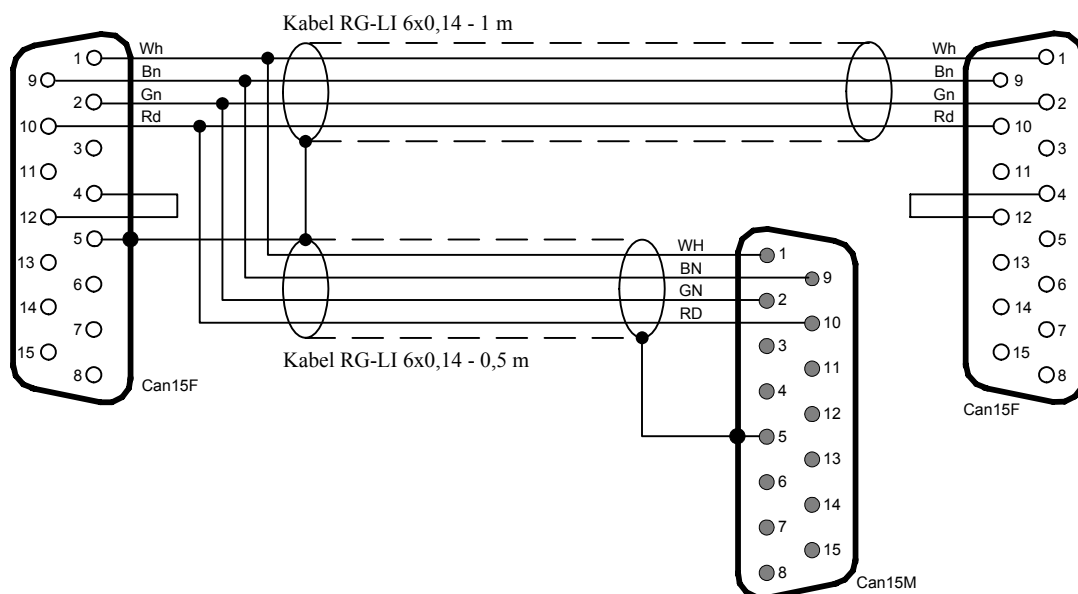 Kabel RG-LI 6x0,14 - 1 m
1 Wh Wh 1
9 Bn Bn 9
2 Gn Gn 2
10 Rd Rd 10
3 3
11 11
4 4
12 12
5 5
13 13
6 6
14 14
7 7
15 15
8 8
Can15F Can15F
WH 1
BN 9
GN 2
RD 10
3
11
4
12
5
13
6
14
7
15
8
Kabel RG-LI 6x0,14 - 0,5 m
Can15M